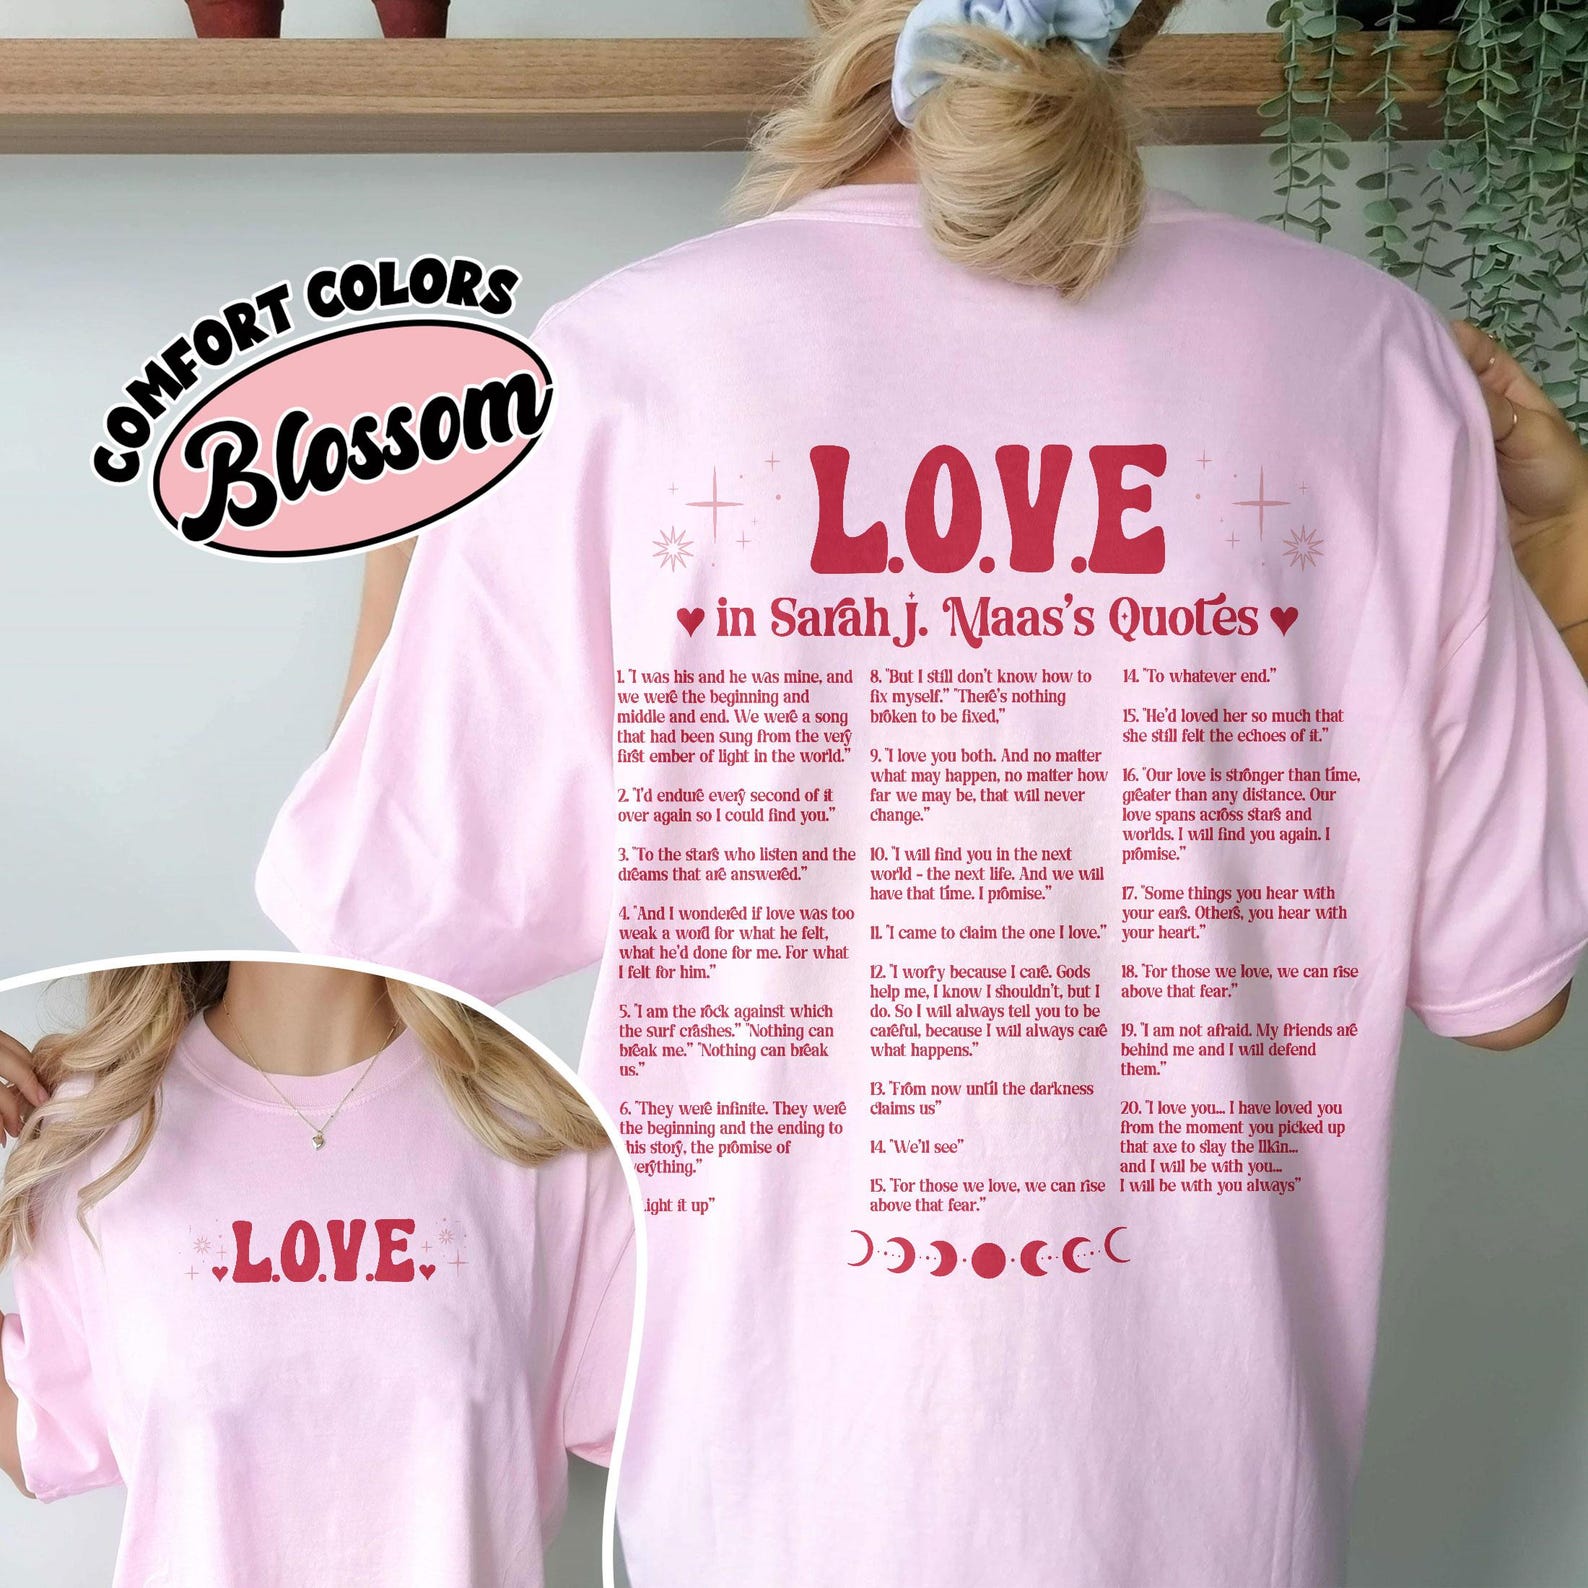 COMFORT COLORS
Blossom
L.O.V.E
in Sarah J. Maas's Quotes
1. "I was his and he was mine, and
we were the beginning and
middle and end. We were a song
that had been sung from the very
first ember of light in the world."
2. "I'd endure every second of it
over again so I could find you."
3. "To the stars who listen and the
dreams that are answered."
4. "And I wondered if love was too
weak a word for what he felt,
what he'd done for me. For what
I felt for him."
5. "I am the rock against which
the surf crashes." "Nothing can
break me." "Nothing can break
us."
6. "They were infinite. They were
the beginning and the ending to
his story, the promise of
verything."
ight it up"
8. "But I still don't know how to
fix myself." "There's nothing
broken to be fixed,"
9. "I love you both. And no matter
what may happen, no matter how
far we may be, that will never
change."
10. "I will find you in the next
world - the next life. And we will
have that time. I promise."
11. "I came to claim the one I love."
12. "I worry because I care. Gods
help me, I know I shouldn't, but I
do. So I will always tell you to be
careful, because I will always care
what happens."
13. "From now until the darkness
claims us"
14. "We'll see"
15. "For those we love, we can rise
above that fear."
14. "To whatever end."
15. "He'd loved her so much that
she still felt the echoes of it."
16. "Our love is stronger than time,
greater than any distance. Our
love spans across stars and
worlds. I will find you again. I
promise."
17. "Some things you hear with
your ears. Others, you hear with
your heart."
18. "For those we love, we can rise
above that fear."
19. "I am not afraid. My friends are
behind me and I will defend
them."
20. "I love you... I have loved you
from the moment you picked up
that axe to slay the Ilkin...
and I will be with you...
I will be with you always"
L.O.V.E